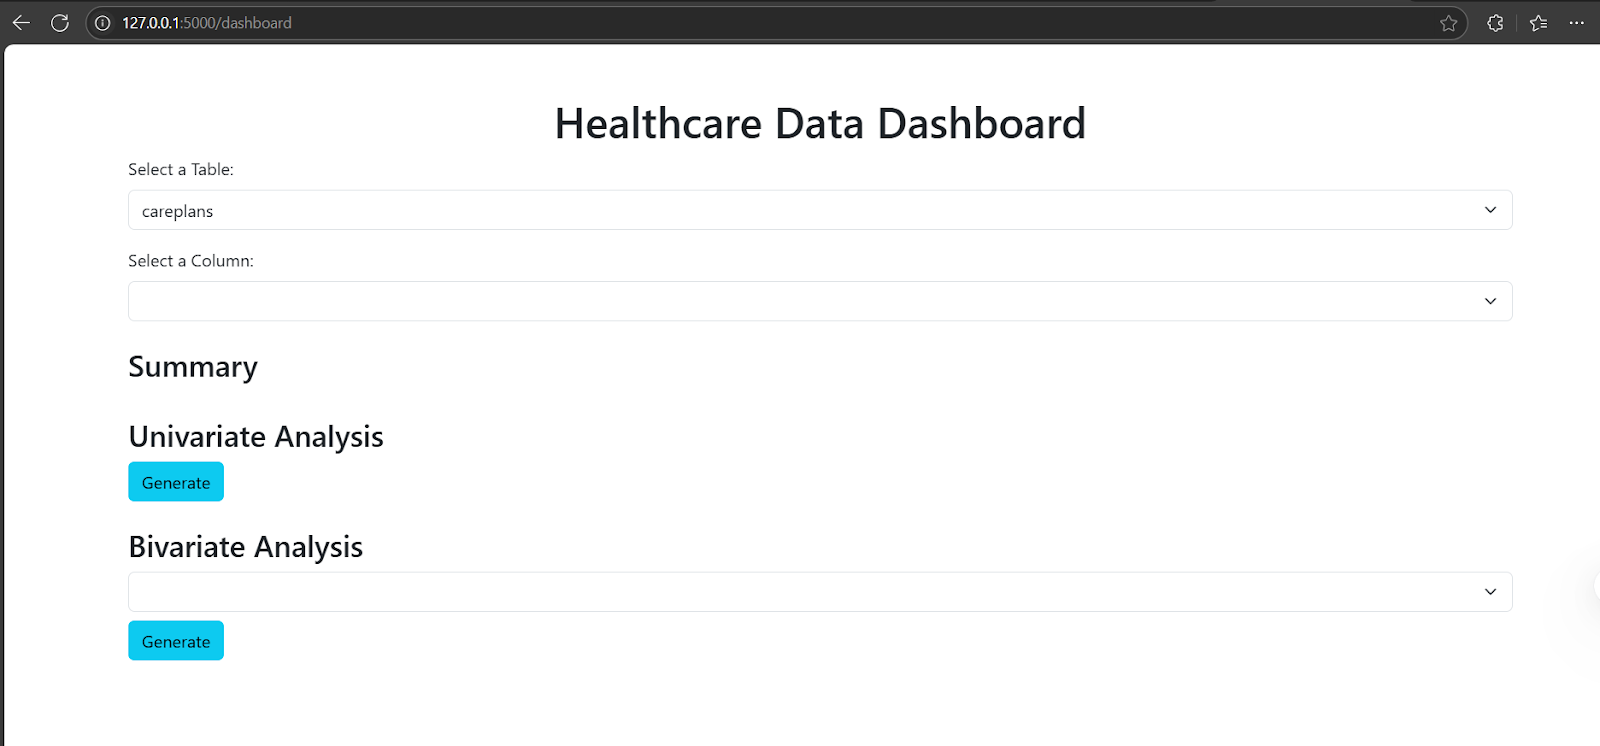 127.0.0.1:5000/dashboard
Healthcare Data Dashboard
Select a Table:
careplans
Select a Column:
Summary
Univariate Analysis
Generate
Bivariate Analysis
Generate